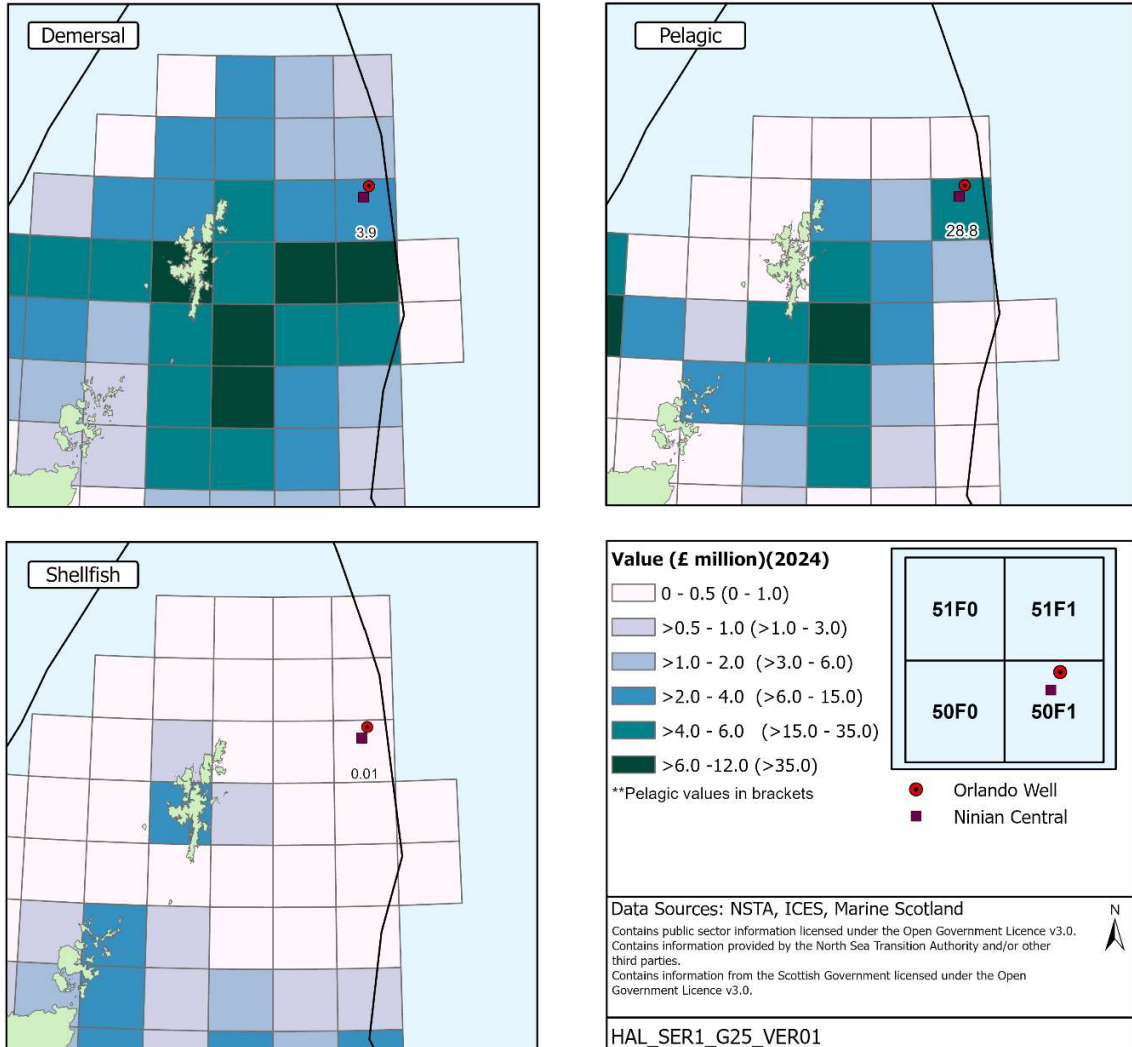 Demersal
3.9
Pelagic
28.8
Shellfish
0.01
Value (£ million)(2024)
0 - 0.5 (0 - 1.0)
>0.5 - 1.0 (>1.0 - 3.0)
>1.0 - 2.0 (>3.0 - 6.0)
>2.0 - 4.0 (>6.0 - 15.0)
>4.0 - 6.0 (>15.0 - 35.0)
>6.0 -12.0 (>35.0)
**Pelagic values in brackets
51F0 51F1
50F0 50F1
Orlando Well
Ninian Central
Data Sources: NSTA, ICES, Marine Scotland
Contains public sector information licensed under the Open Government Licence v3.0.
Contains information provided by the North Sea Transition Authority and/or other
third parties.
Contains information from the Scottish Government licensed under the Open
Government Licence v3.0.
N
HAL_SER1_G25_VER01